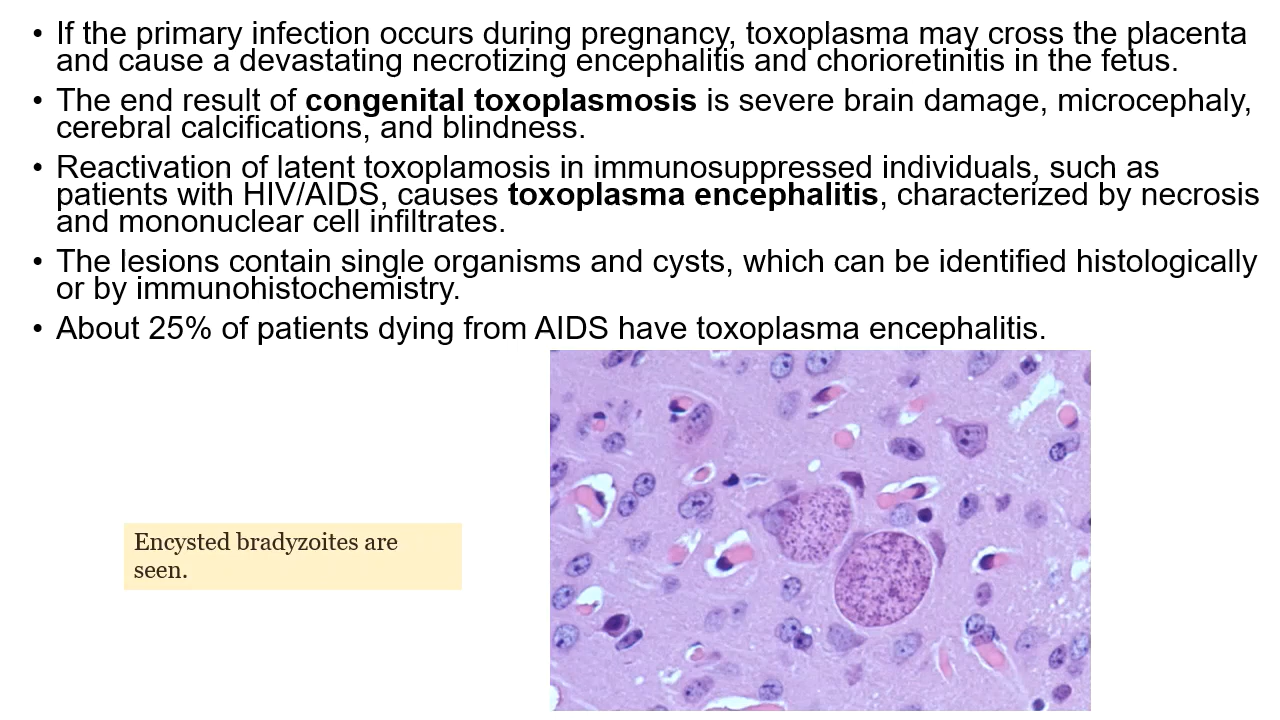 • If the primary infection occurs during pregnancy, toxoplasma may cross the placenta
and cause a devastating necrotizing encephalitis and chorioretinitis in the fetus.
• The end result of congenital toxoplasmosis is severe brain damage, microcephaly,
cerebral calcifications, and blindness.
• Reactivation of latent toxoplamosis in immunosuppressed individuals, such as
patients with HIV/AIDS, causes toxoplasma encephalitis, characterized by necrosis
and mononuclear cell infiltrates.
• The lesions contain single organisms and cysts, which can be identified histologically
or by immunohistochemistry.
• About 25% of patients dying from AIDS have toxoplasma encephalitis.
Encysted bradyzoites are
seen.